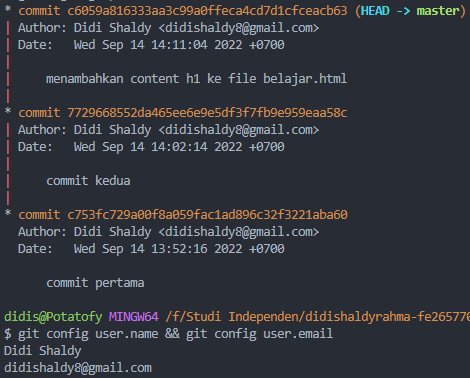 * commit c6059a816333aa3c99a0ffeca4cd7d1cfceacb63 (HEAD -> master)
| Author: Didi Shaldy <didishaldy8@gmail.com>
| Date:   Wed Sep 14 14:11:04 2022 +0700
|
|     menambahkan content h1 ke file belajar.html
|
* commit 7729668552da465ee6e9e5df3f7fb9e959eaa58c
| Author: Didi Shaldy <didishaldy8@gmail.com>
| Date:   Wed Sep 14 14:02:14 2022 +0700
|
|     commit kedua
|
* commit c753fc729a00f8a059fac1ad896c32f3221aba60
  Author: Didi Shaldy <didishaldy8@gmail.com>
  Date:   Wed Sep 14 13:52:16 2022 +0700

      commit pertama

didis@Potatofy MINGW64 /f/Studi Independen/didishaldyrahma-fe265770
$ git config user.name && git config user.email
Didi Shaldy
didishaldy8@gmail.com